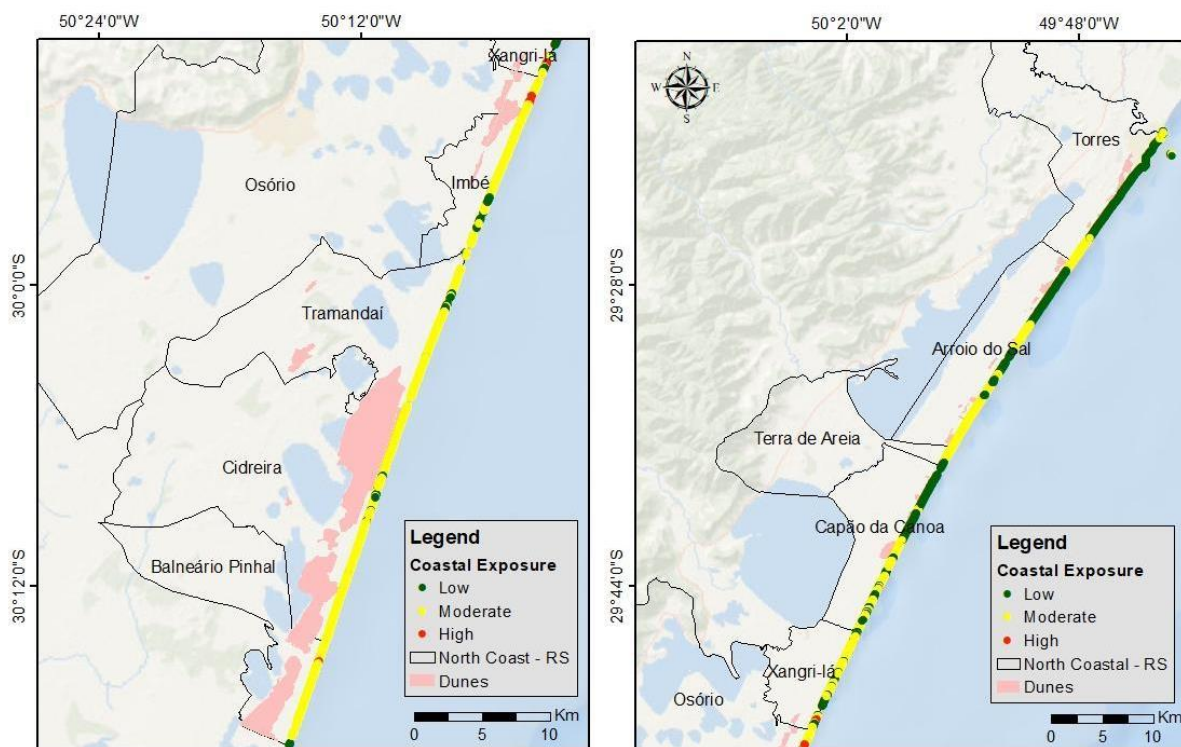 50°24'0"W
50°12'0"W
Xangri-lá
Osório
Imbé
30°0'0"S
Tramandaí
Cidreira
Balneário Pinhal
30°12'0"S
Legend
Coastal Exposure
Low
Moderate
High
North Coast - RS
Dunes
Km
0 5 10
50°2'0"W
49°48'0"W
N
W E
S
Torres
29°28'0"S
Arroio do Sal
Terra de Areia
Capão da Canoa
29°44'0"S
Xangri-lá
Osório
Legend
Coastal Exposure
Low
Moderate
High
North Coastal - RS
Dunes
Km
0 5 10